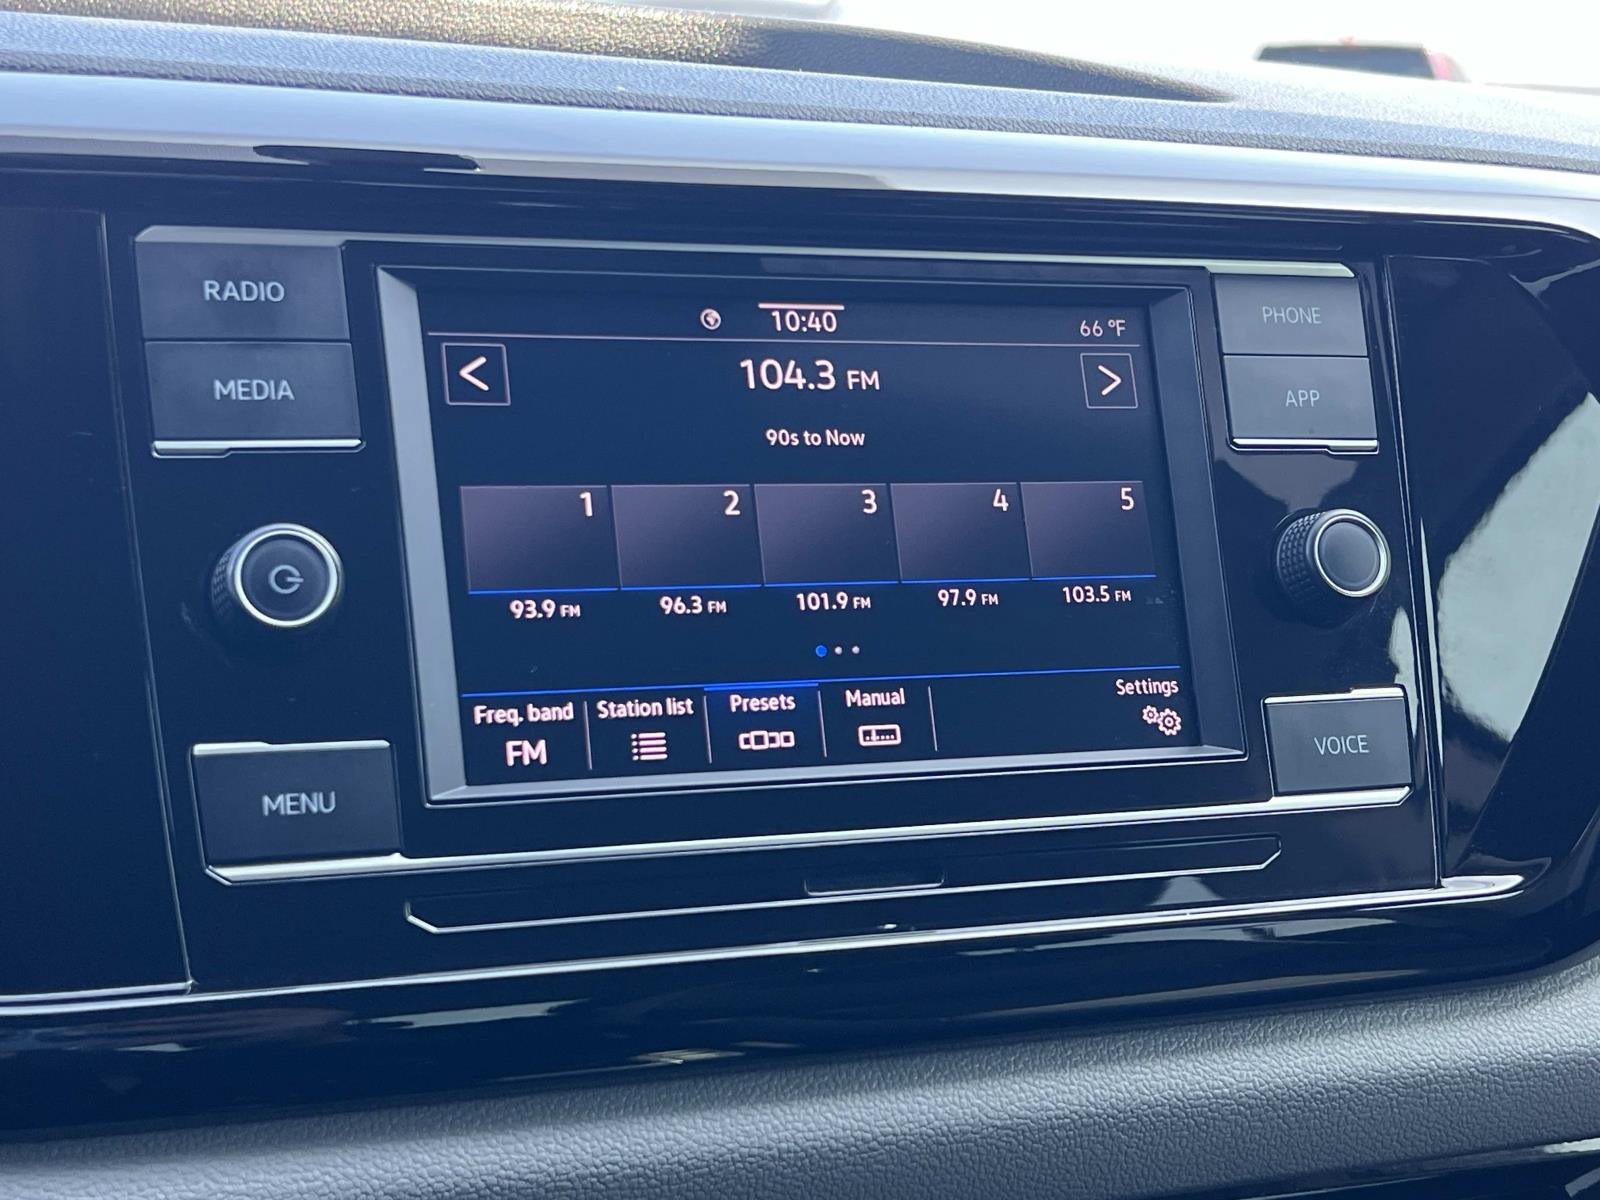 RADIO
MEDIA
MENU
10:40
66 °F
<
104.3 FM
>
90s to Now
1
2
3
4
5
93.9 FM
96.3 FM
101.9 FM
97.9 FM
103.5 FM
Freq. band
FM
Station list
Presets
Manual
Settings
PHONE
APP
VOICE